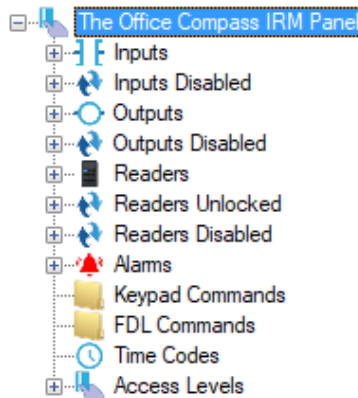 The Office Compass IRM Panel
Inputs
Inputs Disabled
Outputs
Outputs Disabled
Readers
Readers Unlocked
Readers Disabled
Alarms
Keypad Commands
FDL Commands
Time Codes
Access Levels